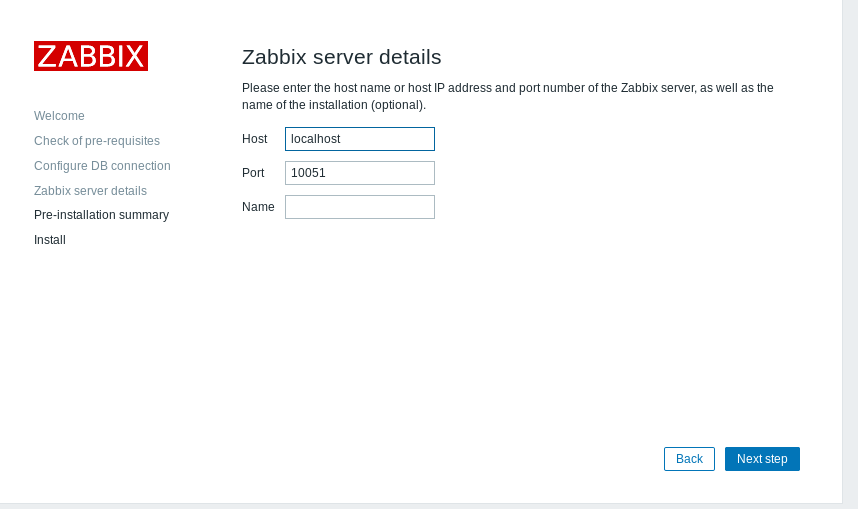 ZABBIX
Welcome
Check of pre-requisites
Configure DB connection
Zabbix server details
Pre-installation summary
Install
Zabbix server details
Please enter the host name or host IP address and port number of the Zabbix server, as well as the
name of the installation (optional).
Host localhost
Port 10051
Name
Back Next step